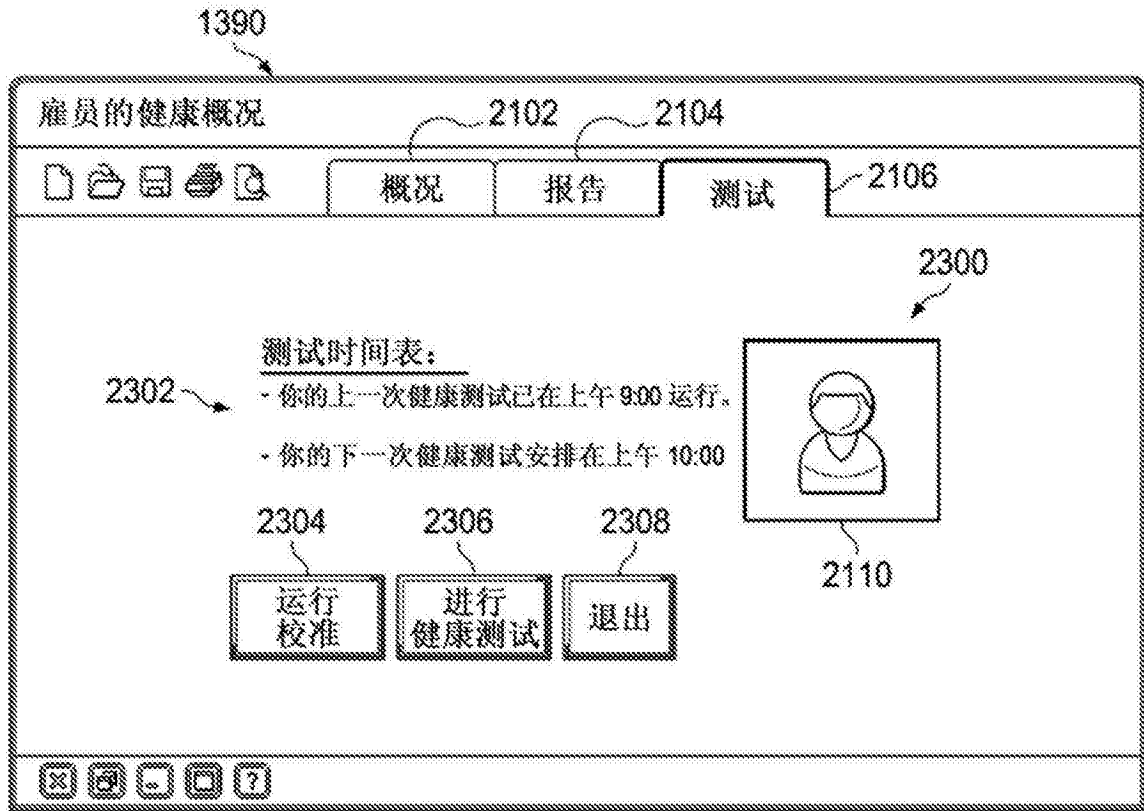 1390
雇员的健康概况
2102
2104
概况
报告
测试
2106
2300
测试时间表：
2302
- 你的上一次健康测试已在上午 9:00 运行。
- 你的下一次健康测试安排在上午 10:00
2110
2304
2306
2308
运行
校准
进行
健康测试
退出
?